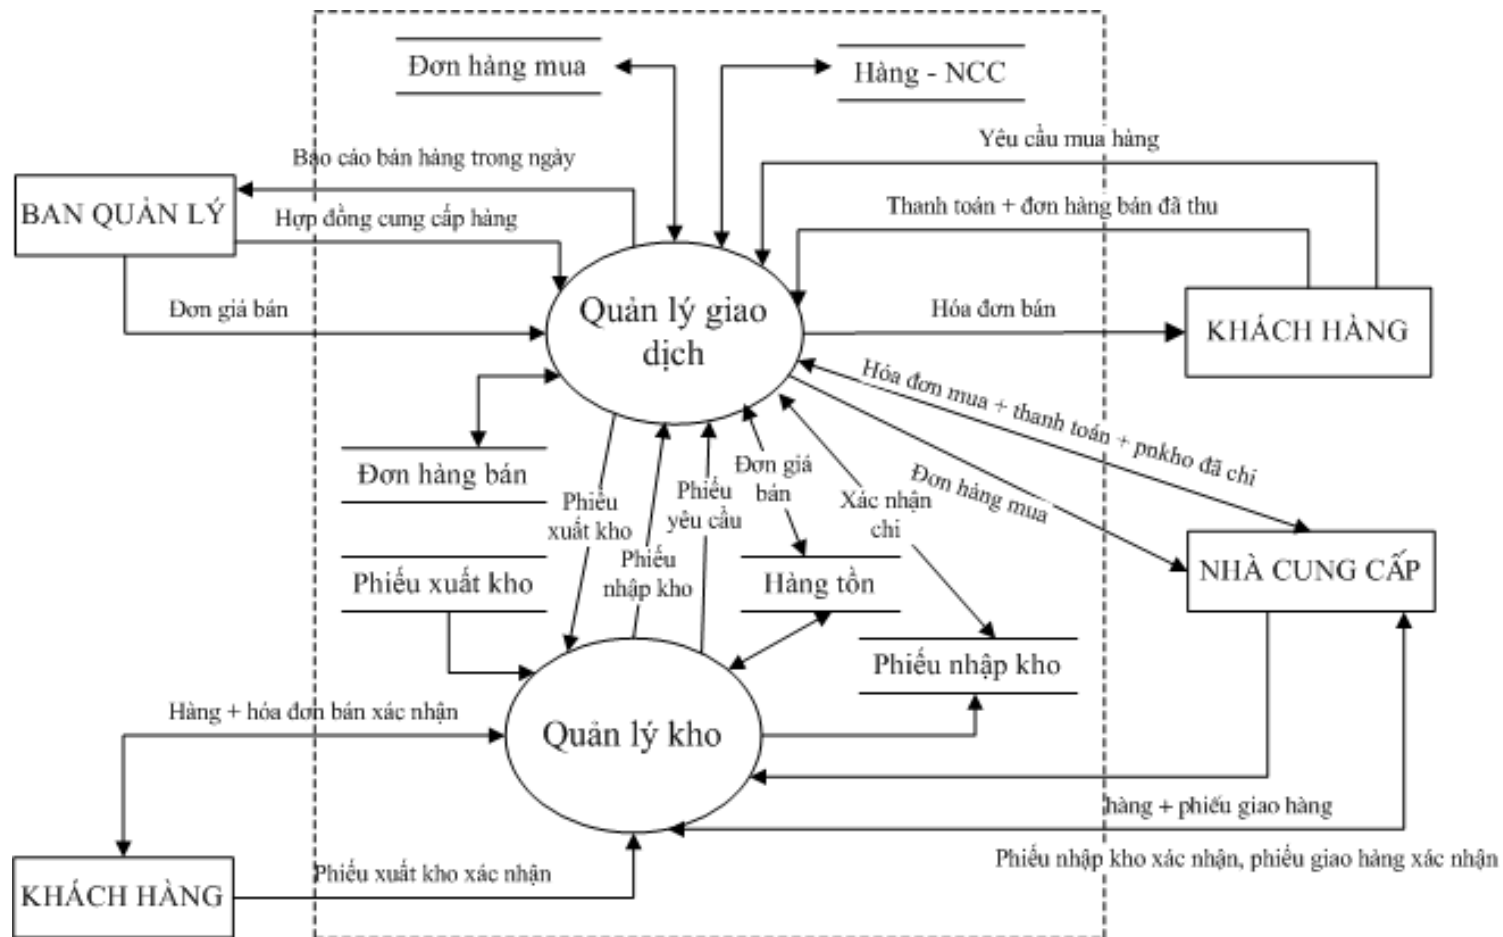 Đơn hàng mua
Hàng - NCC
Yêu cầu mua hàng
Báo cáo bán hàng trong ngày
BAN QUẢN LÝ
Hợp đồng cung cấp hàng
Thanh toán + đơn hàng bán đã thu
Đơn giá bán
Quản lý giao
dịch
Hóa đơn bán
KHÁCH HÀNG
Hóa đơn mua + thanh toán + pnkho đã chi
Đơn hàng mua
Đơn hàng bán
Phiếu
xuất kho
Phiếu
nhập kho
Phiếu
yêu cầu
Đơn giá
bán
Xác nhận
chi
Phiếu xuất kho
Hàng tồn
NHÀ CUNG CẤP
Phiếu nhập kho
Hàng + hóa đơn bán xác nhận
Quản lý kho
hàng + phiếu giao hàng
Phiếu nhập kho xác nhận, phiếu giao hàng xác nhận
Phiếu xuất kho xác nhận
KHÁCH HÀNG